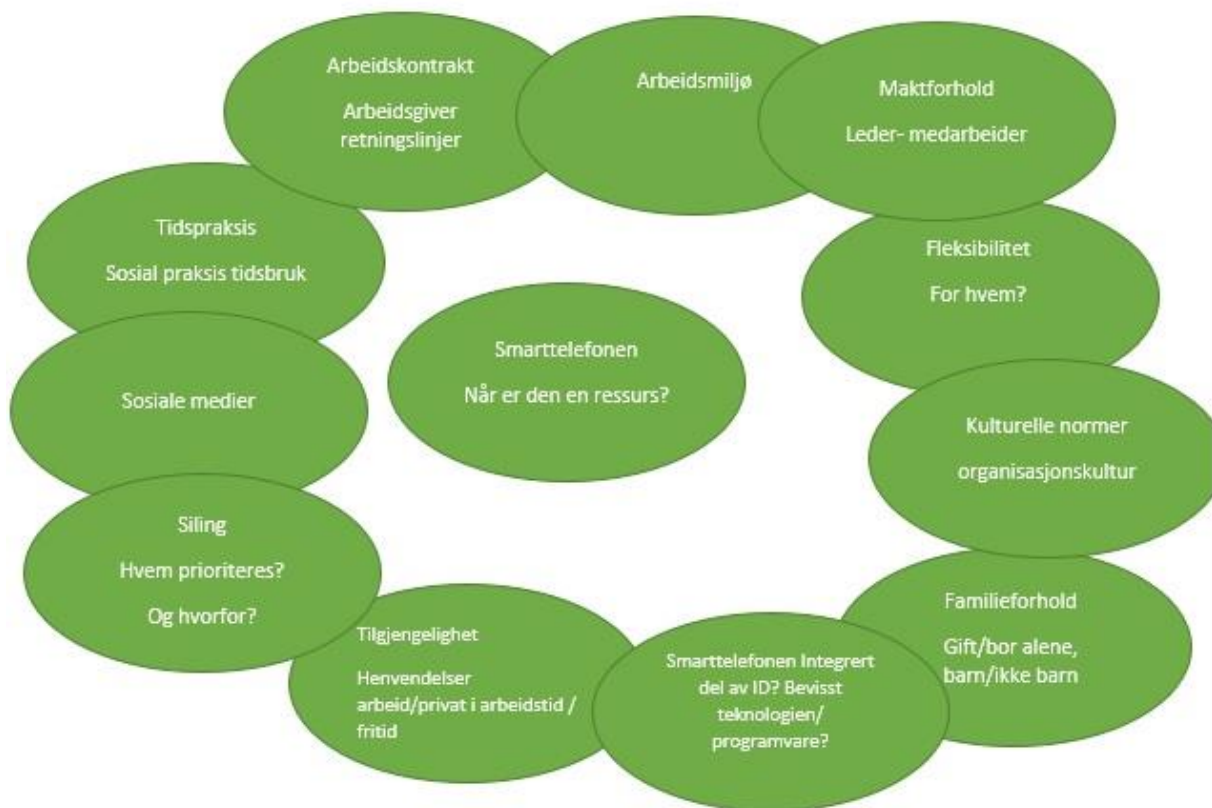 Arbeidskontrakt
Arbeidsgiver
retningslinjer
Arbeidsmiljø
Maktforhold
Leder- medarbeider
Tidspraksis
Sosial praksis tidsbruk
Fleksibilitet
For hvem?
Smarttelefonen
Når er den en ressurs?
Sosiale medier
Kulturelle normer
organisasjonskultur
Siling
Hvem prioriteres?
Og hvorfor?
Familieforhold
Gift/bor alene,
barn/ikke barn
Tilgjengelighet
Henvendelser
arbeid/privat i arbeidstid /
fritid
Smarttelefonen Integrert
del av ID? Bevisst
teknologien/
programvare?